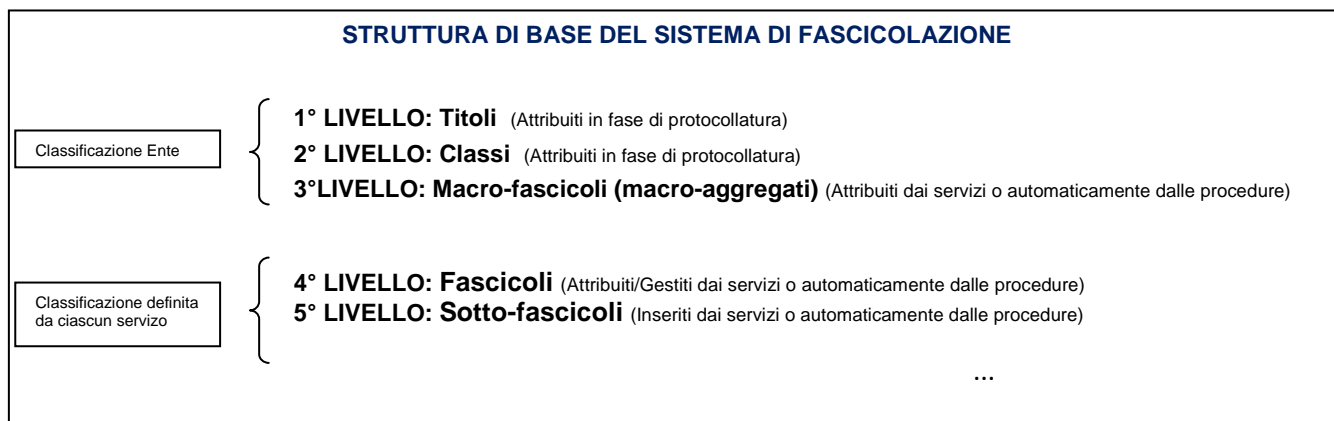 STRUTTURA DI BASE DEL SISTEMA DI FASCICOLAZIONE
Classificazione Ente
1° LIVELLO: Titoli (Attribuiti in fase di protocollatura)
2° LIVELLO: Classi (Attribuiti in fase di protocollatura)
3°LIVELLO: Macro-fascicoli (macro-aggregati) (Attribuiti dai servizi o automaticamente dalle procedure)
Classificazione definita
da ciascun servizo
4° LIVELLO: Fascicoli (Attribuiti/Gestiti dai servizi o automaticamente dalle procedure)
5° LIVELLO: Sotto-fascicoli (Inseriti dai servizi o automaticamente dalle procedure)
…